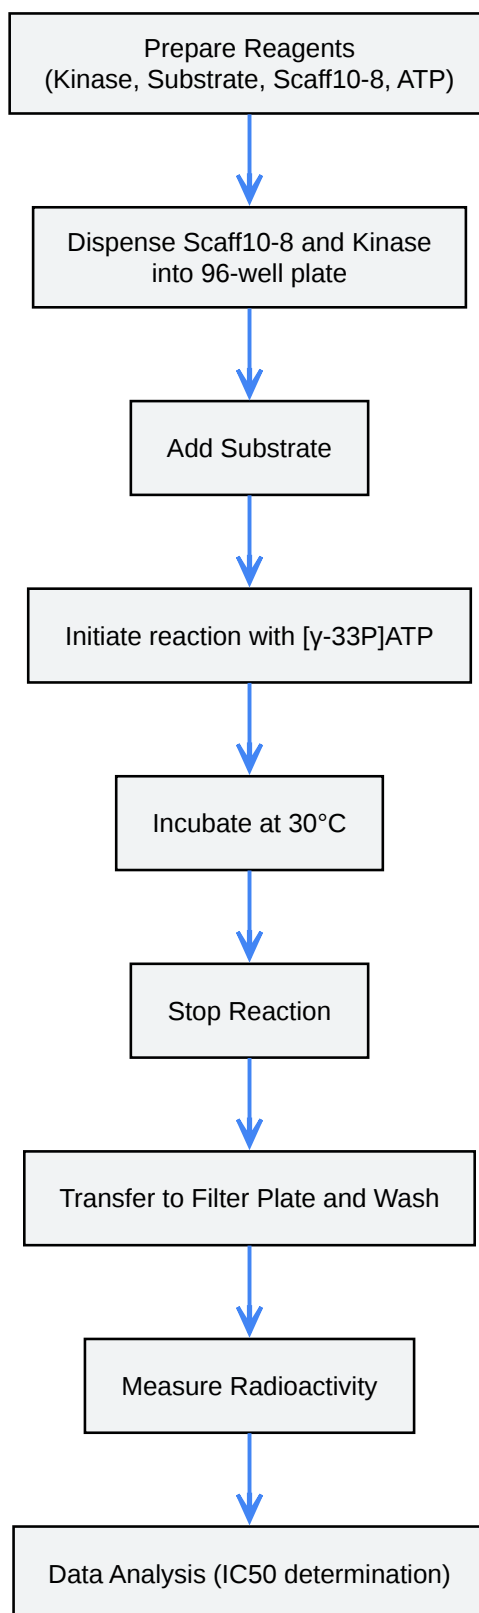 Prepare Reagents
(Kinase, Substrate, Scaff10-8, ATP)
Dispense Scaff10-8 and Kinase
into 96-well plate
Add Substrate
Initiate reaction with [γ-33P]ATP
Incubate at 30°C
Stop Reaction
Transfer to Filter Plate and Wash
Measure Radioactivity
Data Analysis (IC50 determination)